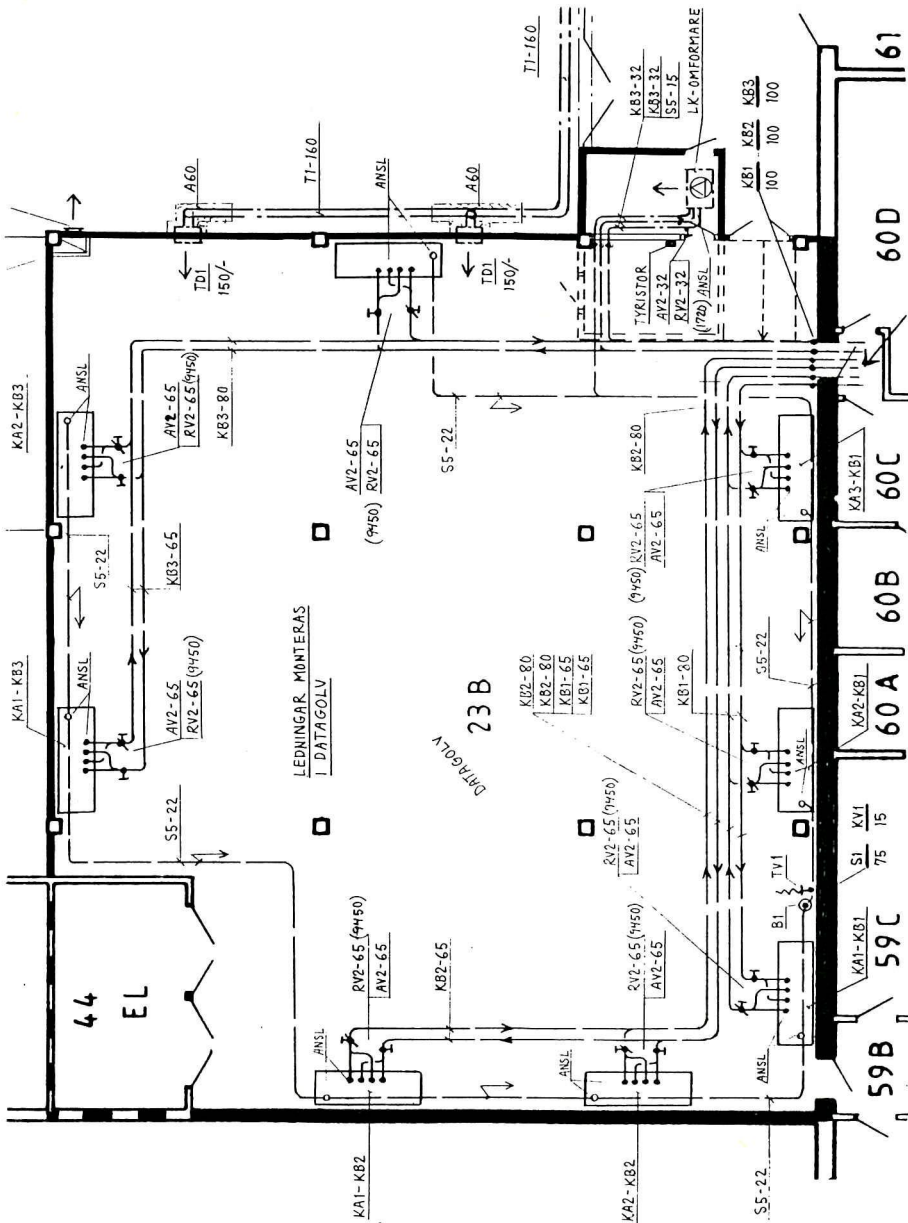 T1-160
T1-160
A60
T1-160
ANSL
A60
KB3-32
KB3-32
S5-15
LK-OMFORMARE
KB1 KB2 KB3
100 100 100
61
60D
TD1
150/-
TD1
150/-
TYRISTOR
AV2-32
RV2-32
(1720) ANSL
KA2-KB3
ANSL
AV2-65
RV2-65 (9450)
KB3-80
AV2-65
RV2-65
(9450)
S5-22
KB2-80
KA3-KB1
60C
S5-22
KB3-65
(9450) RV2-65
AV2-65
ANSL
60B
KA1-KB3
ANSL
AV2-65
RV2-65 (9450)
LEDNINGAR MONTERAS
I DATAGOLV
23B
DATAGOLV
KB2-80
KB2-80
KB1-65
KB1-65
RV2-65 (9450)
AV2-65
KB1-80
S5-22
KA2-KB1
ANSL
60A
S5-22
RV2-65 (9450)
AV2-65
S1 KV1
75 15
TV1
B1
44
EL
RV2-65 (9450)
AV2-65
KB2-65
RV2-65 (9450)
AV2-65
KA1-KB1
59C
ANSL
ANSL
ANSL
59B
KA1-KB2
KA2-KB2
S5-22